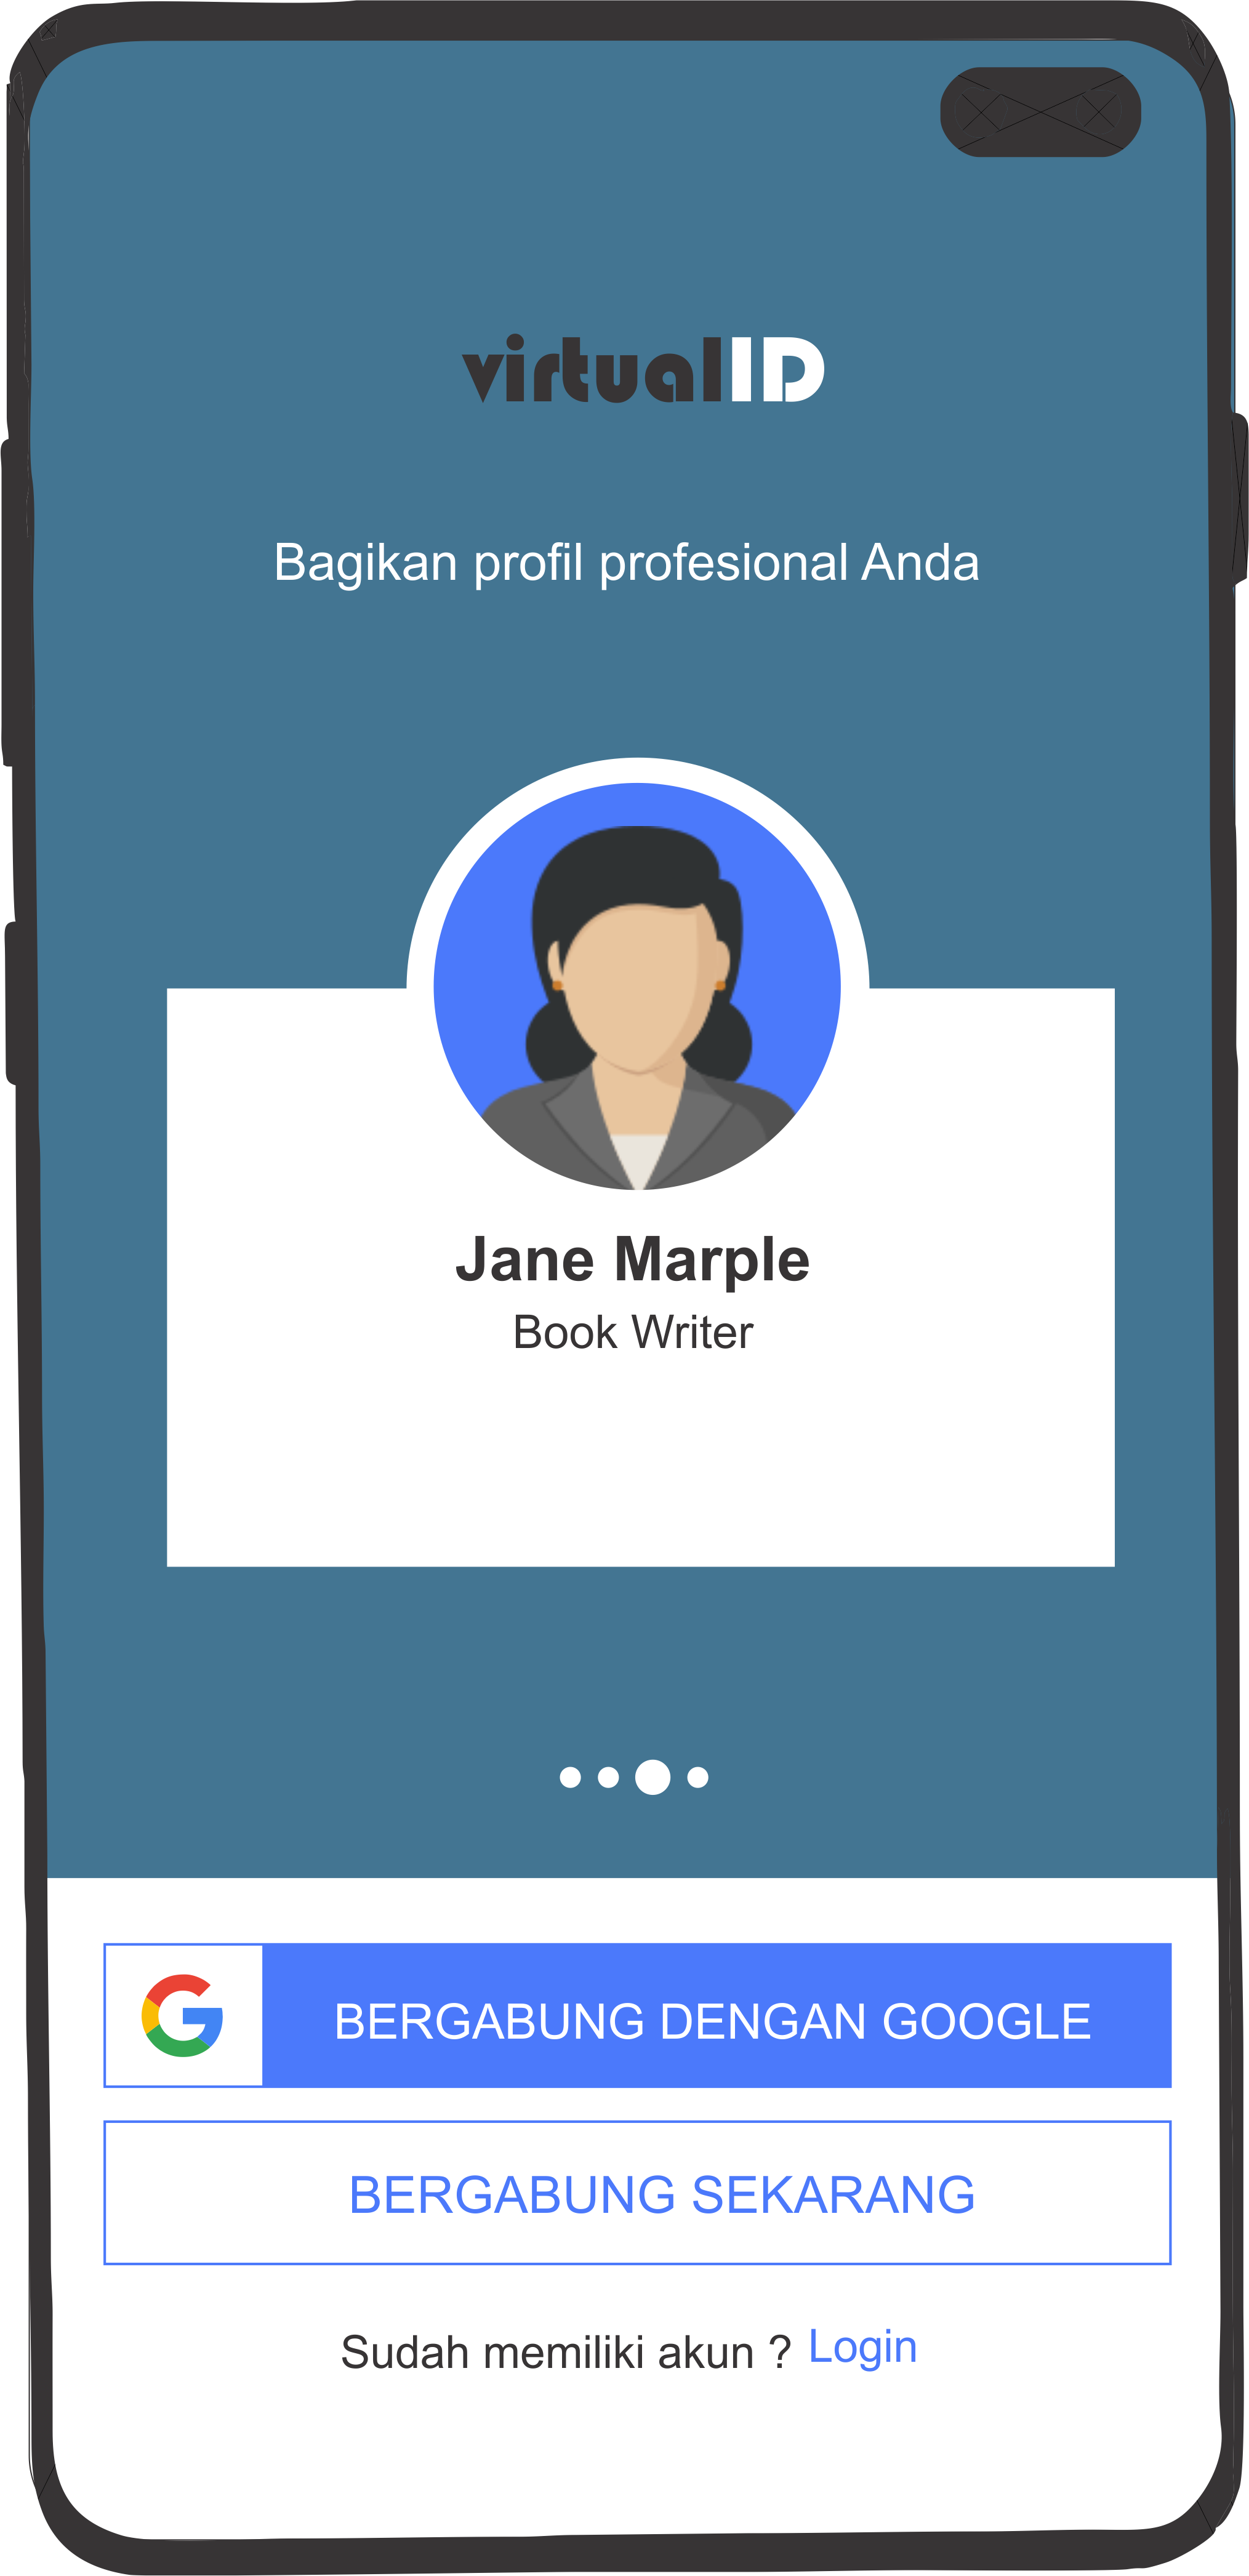 virtualID
Bagikan profil profesional Anda
Jane Marple
Book Writer
BERGABUNG DENGAN GOOGLE
BERGABUNG SEKARANG
Sudah memiliki akun ? Login